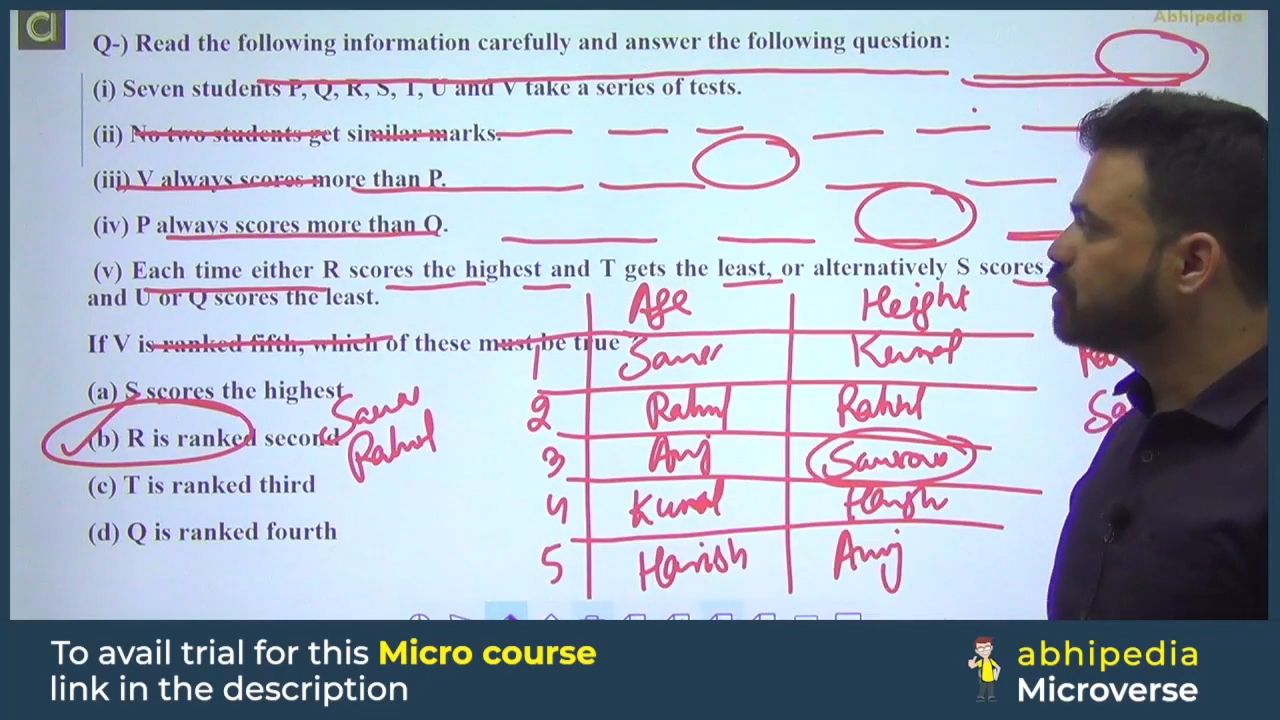 Abhipedia
Q-) Read the following information carefully and answer the following question:
(i) Seven students P, Q, R, S, T, U and V take a series of tests.
(ii) No two students get similar marks.
(iii) V always scores more than P.
(iv) P always scores more than Q.
(v) Each time either R scores the highest and T gets the least, or alternatively S scores
and U or Q scores the least.
If V is ranked fifth, which of these must be true ?
(a) S scores the highest
(b) R is ranked second
(c) T is ranked third
(d) Q is ranked fourth
Rahul
Age Height
1 Kunal
2 Rahul Rahul
3 Anuj Saurav
4 Kunal
5 Harish Anuj
To avail trial for this Micro course
link in the description
abhipedia
Microverse